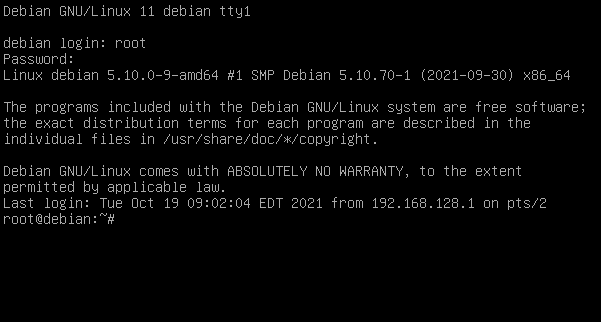 Debian GNU/Linux 11 debian tty1
debian login: root
Password:
Linux debian 5.10.0-9-amd64 #1 SMP Debian 5.10.70-1 (2021-09-30) x86_64
The programs included with the Debian GNU/Linux system are free software;
the exact distribution terms for each program are described in the
individual files in /usr/share/doc/*/copyright.
Debian GNU/Linux comes with ABSOLUTELY NO WARRANTY, to the extent
permitted by applicable law.
Last login: Tue Oct 19 09:02:04 EDT 2021 from 192.168.128.1 on pts/2
root@debian:~#